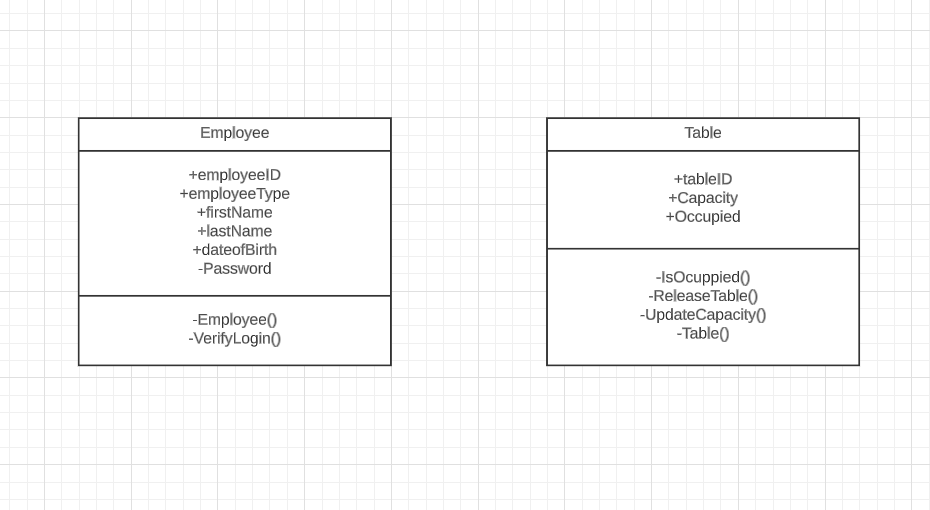 Employee
+employeeID
+employeeType
+firstName
+lastName
+dateofBirth
-Password
-Employee()
-VerifyLogin()
Table
+tableID
+Capacity
+Occupied
-IsOcuppied()
-ReleaseTable()
-UpdateCapacity()
-Table()